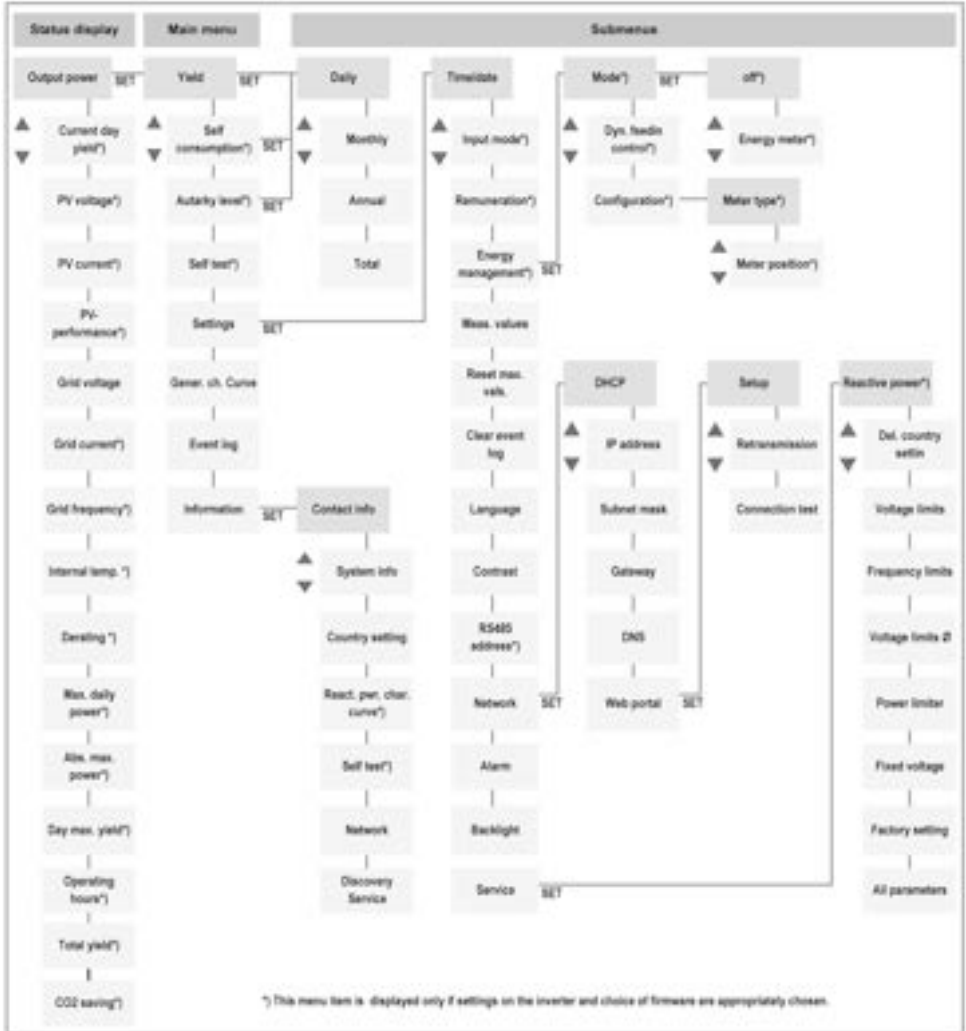 Status display
Main menu
Submenus
Output power
SET
Yield
SET
Daily
Time/date
Mode*)
SET
off*)
Current day
yield*)
Self
consumption*)
SET
Monthly
Input mode*)
Dyn. feedin
control*)
Energy meter*)
PV voltage*)
Autarky level*)
SET
Annual
Remuneration*)
Configuration*)
Meter type*)
PV current*)
Self test*)
Total
Energy
management*)
SET
Meter position*)
PV-
performance*)
Settings
SET
Meas. values
Grid voltage
Gener. ch. Curve
Reset max.
vals.
DHCP
Setup
Reactive power*)
Grid current*)
Event log
Clear event
log
IP address
Retransmission
Del. country
settin
Grid frequency*)
Information
SET
Contact info
Language
Subnet mask
Connection test
Voltage limits
Internal temp. *)
System info
Contrast
Gateway
Frequency limits
Derating *)
Country setting
RS485
address*)
DNS
Voltage limits Ø
Max. daily
power*)
React. pwr. char.
curve*)
Network
SET
Web portal
SET
Power limiter
Abs. max.
power*)
Self test*)
Alarm
Fixed voltage
Day max. yield*)
Network
Backlight
Factory setting
Operating
hours*)
Discovery
Service
Service
SET
All parameters
Total yield*)
CO2 saving*)
*) This menu item is displayed only if settings on the inverter and choice of firmware are appropriately chosen.